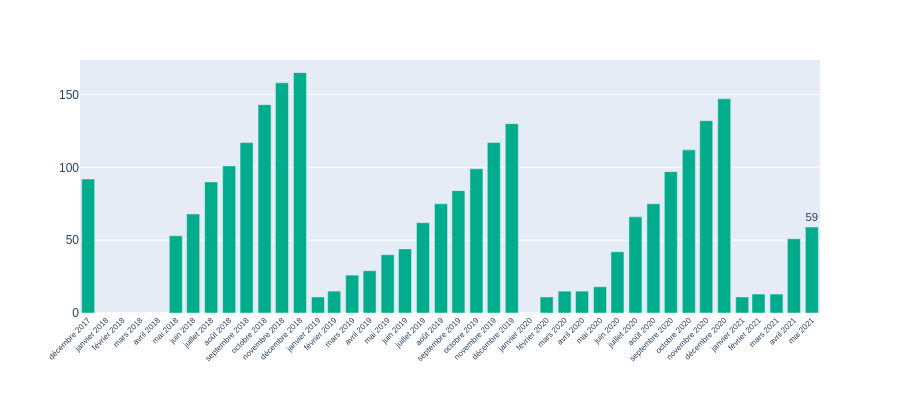 150
100
50
0
59
décembre 2017
janvier 2018
février 2018
mars 2018
avril 2018
mai 2018
juin 2018
juillet 2018
août 2018
septembre 2018
octobre 2018
novembre 2018
décembre 2018
janvier 2019
février 2019
mars 2019
avril 2019
mai 2019
juin 2019
juillet 2019
août 2019
septembre 2019
octobre 2019
novembre 2019
décembre 2019
janvier 2020
février 2020
mars 2020
avril 2020
mai 2020
juin 2020
juillet 2020
août 2020
septembre 2020
octobre 2020
novembre 2020
décembre 2020
janvier 2021
février 2021
mars 2021
avril 2021
mai 2021